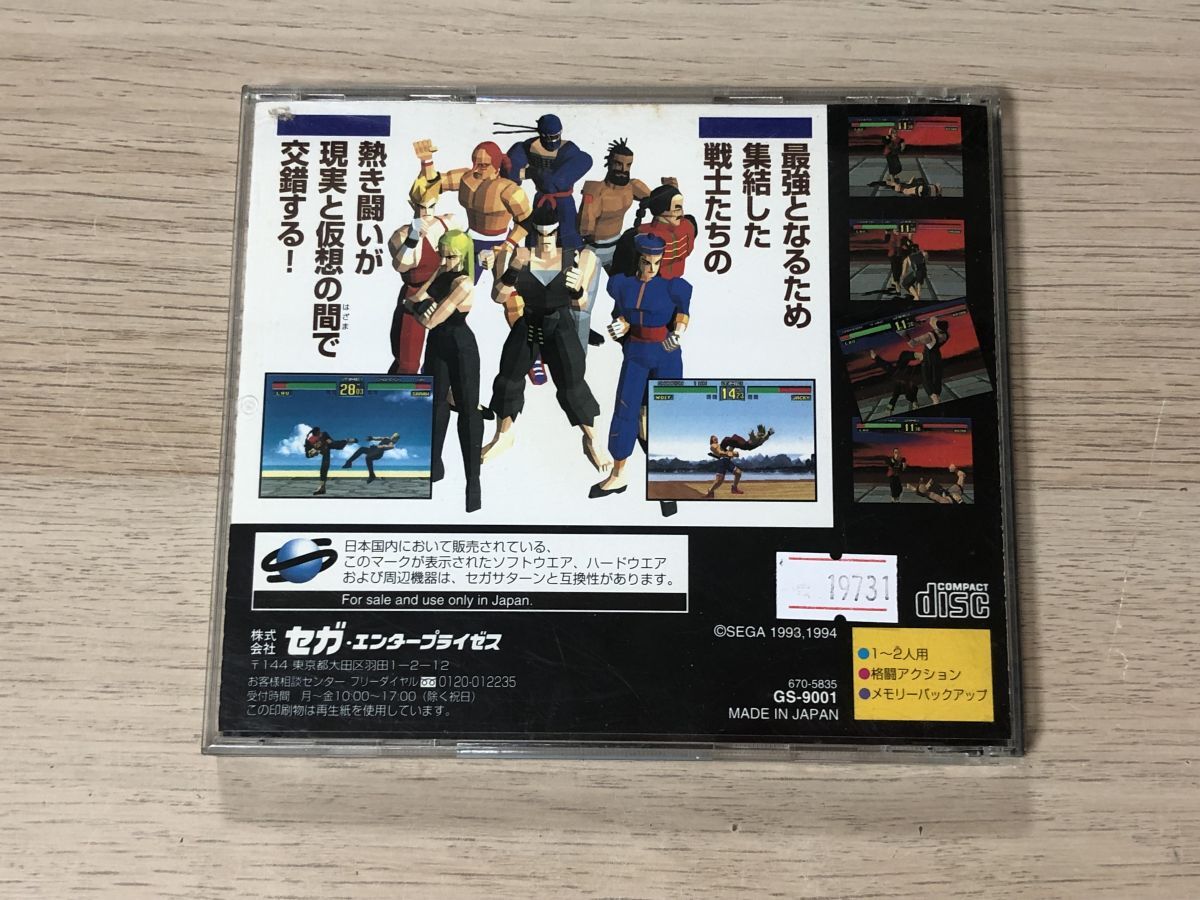 最強となるため
集結した
戦士たちの
熱き闘いが
現実と仮想の間で
はざま
交錯する!
LAU
28 03
SARAH
WOLF
14 72
JACKY
日本国内において販売されている、
このマークが表示されたソフトウエア、ハードウエア
および周辺機器は、セガサターンと互換性があります。
For sale and use only in Japan.
19731
COMPACT
disc
株式会社 セガ・エンタープライゼス
〒144 東京都大田区羽田1-2-12
お客様相談センター フリーダイヤル 0120-012235
受付時間 月~金10:00~17:00(除く祝日)
この印刷物は再生紙を使用しています。
©SEGA 1993,1994
670-5835
GS-9001
MADE IN JAPAN
1~2人用
格闘アクション
メモリーバックアップ